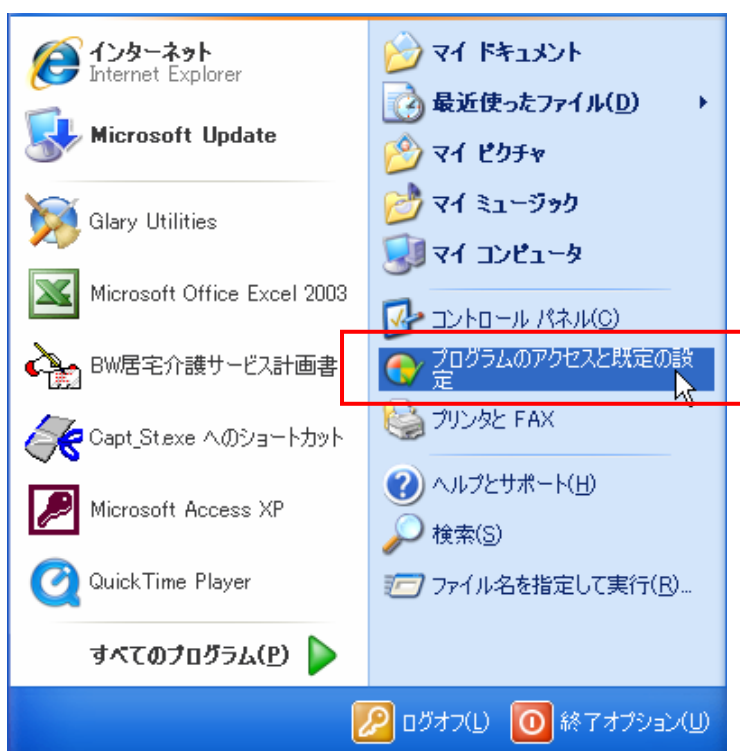 インターネット
Internet Explorer
Microsoft Update
Glary Utilities
Microsoft Office Excel 2003
BW居宅介護サービス計画書
Capt_St.exe へのショートカット
Microsoft Access XP
QuickTime Player
すべてのプログラム(P)
マイ ドキュメント
最近使ったファイル(D)
マイ ピクチャ
マイ ミュージック
マイ コンピュータ
コントロール パネル(C)
プログラムのアクセスと既定の設
定
プリンタと FAX
ヘルプとサポート(H)
検索(S)
ファイル名を指定して実行(R)...
ログオフ(L)
終了オプション(U)